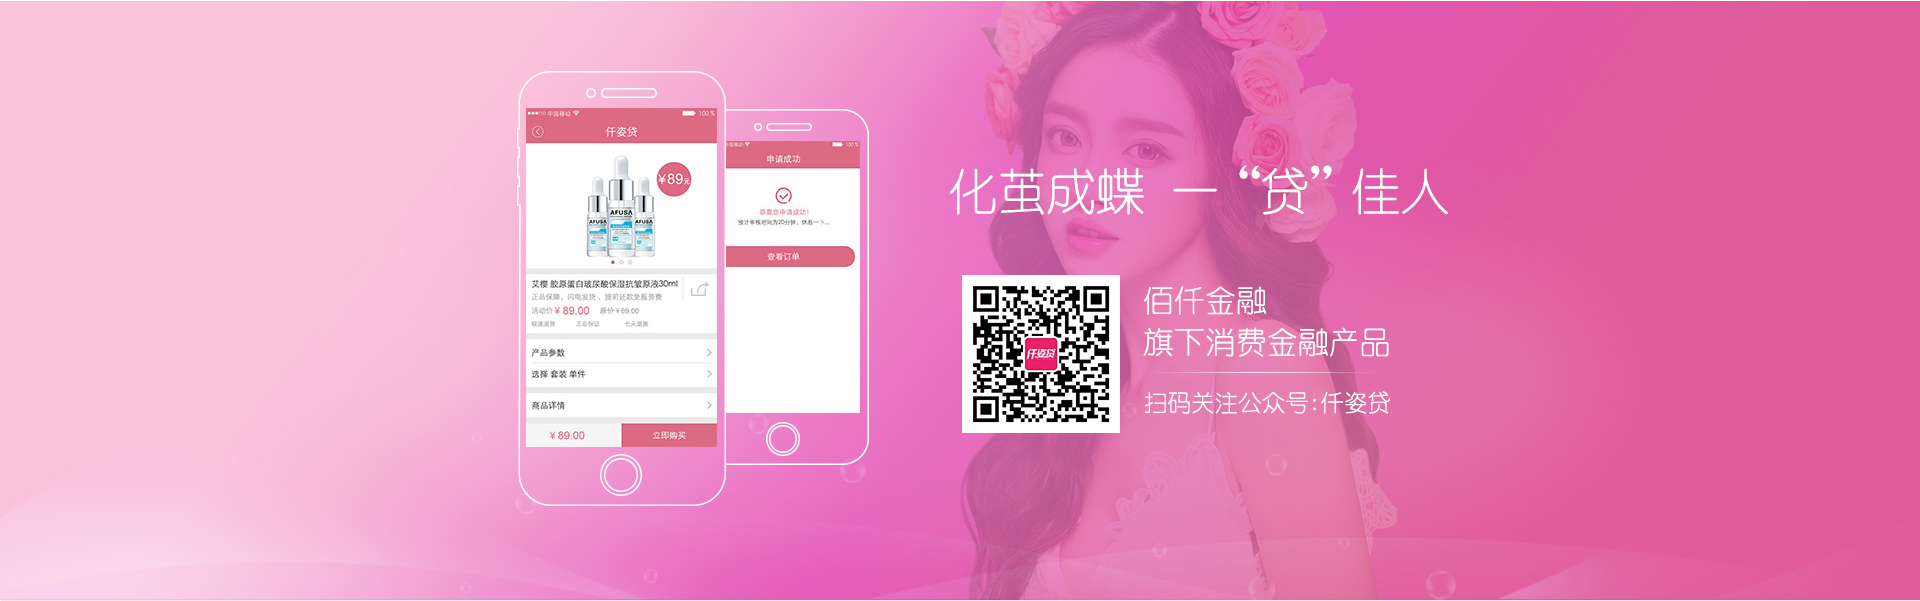 中国移动 100%
仟姿贷
¥89元
AFUSA
AFUSA
AFUSA
艾樱 胶原蛋白玻尿酸保湿抗皱原液30ml
正品保障，闪电发货，提前还款免服务费
活动价¥ 89.00 原价¥89.00
极速退货 正品保证 七天退换
产品参数
选择 套装 单件
商品详情
¥ 89.00
立即购买
中国移动 100%
申请成功
恭喜您申请成功！
预计审核时间为20分钟，休息一下...
查看订单
化茧成蝶 一“贷”佳人
仟姿贷
佰仟金融
旗下消费金融产品
扫码关注公众号:仟姿贷